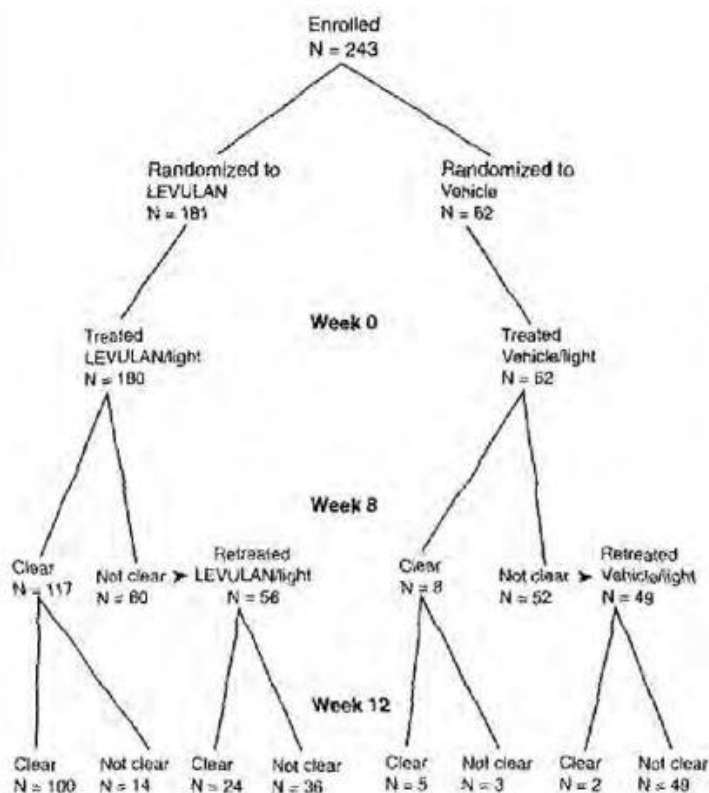 Enrolled
N = 243
Randomized to
LEVULAN
N = 181
Randomized to
Vehicle
N = 62
Week 0
Treated
LEVULAN/light
N = 180
Treated
Vehicle/light
N = 62
Week 8
Clear
N = 117
Not clear ➤
N = 60
Retreated
LEVULAN/light
N = 56
Clear
N = 8
Not clear ➤
N = 52
Retreated
Vehicle/light
N = 49
Week 12
Clear
N = 100
Not clear
N = 14
Clear
N = 24
Not clear
N = 36
Clear
N = 5
Not clear
N = 3
Clear
N = 2
Not clear
N = 49